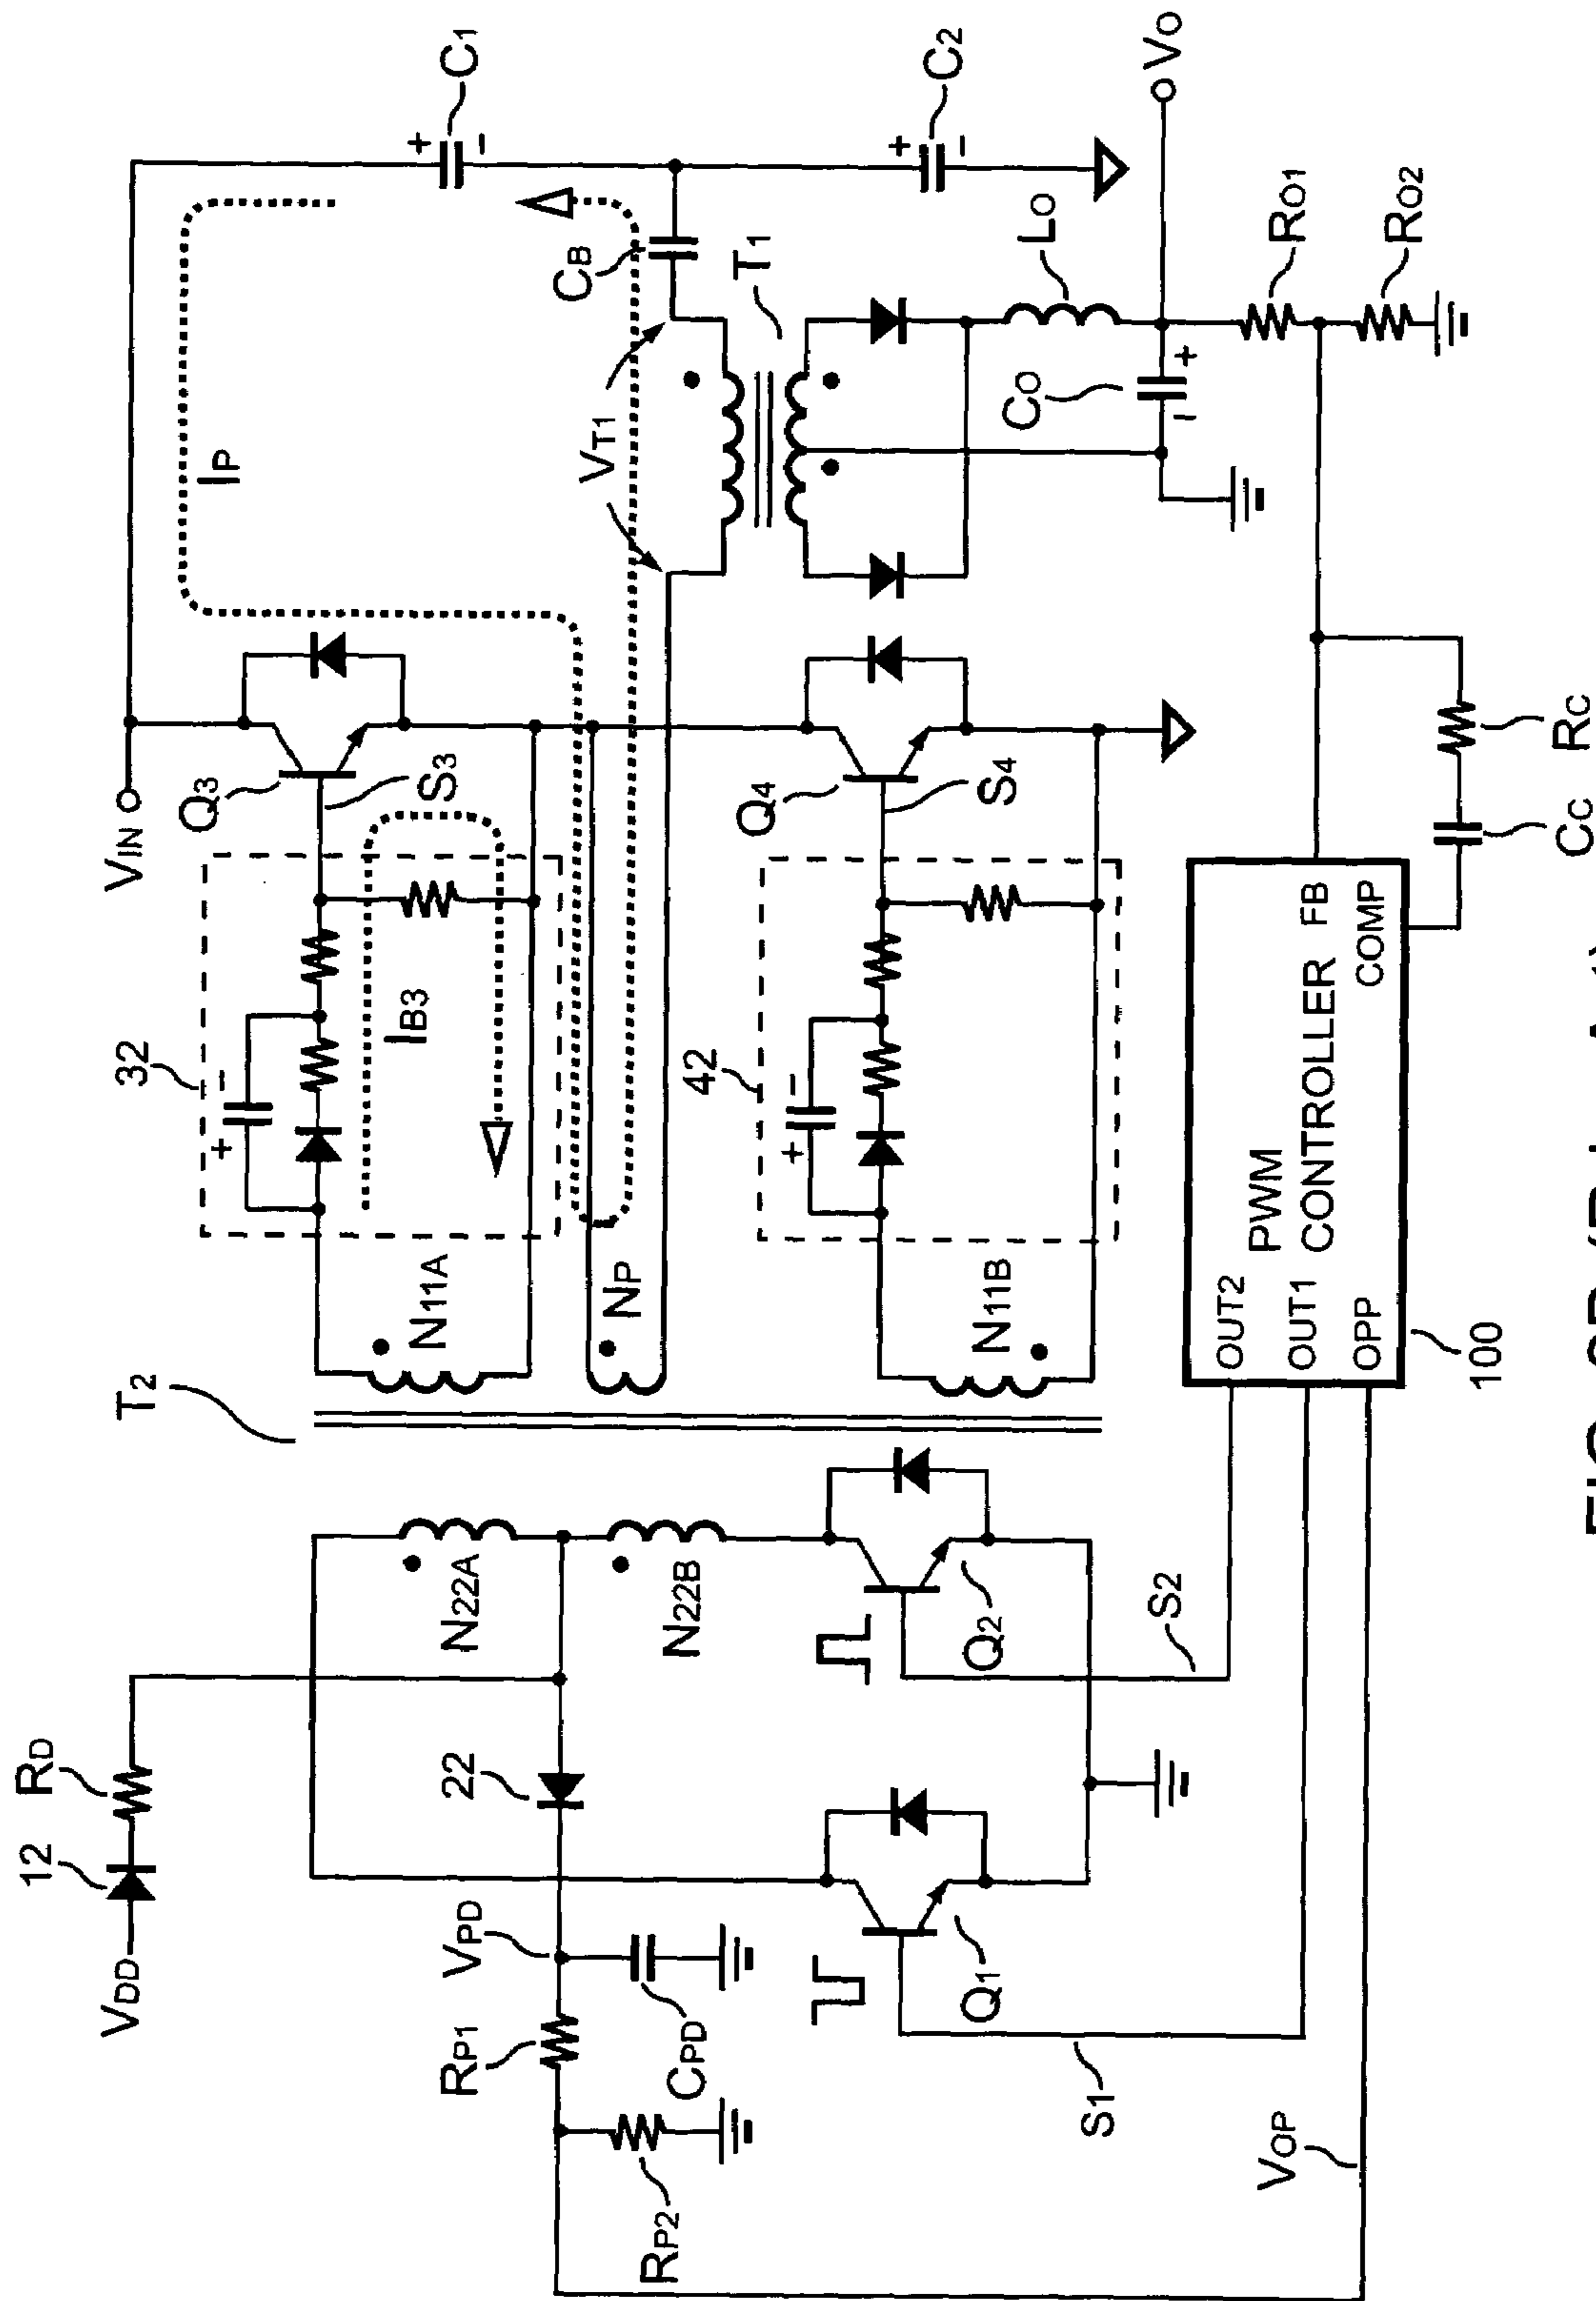 C1
C2
VO
IP
CB
T1
LO
RO1
RO2
VT1
CO
VIN
Q3
S3
Q4
S4
RC
CC
32
IB3
42
FB
COMP
PWM
CONTROLLER
OUT2
OUT1
OPP
100
N11A
NP
N11B
T2
N22A
N22B
Q2
S2
RD
12
22
VDD
VPD
RP1
CPD
Q1
S1
RP2
VOP